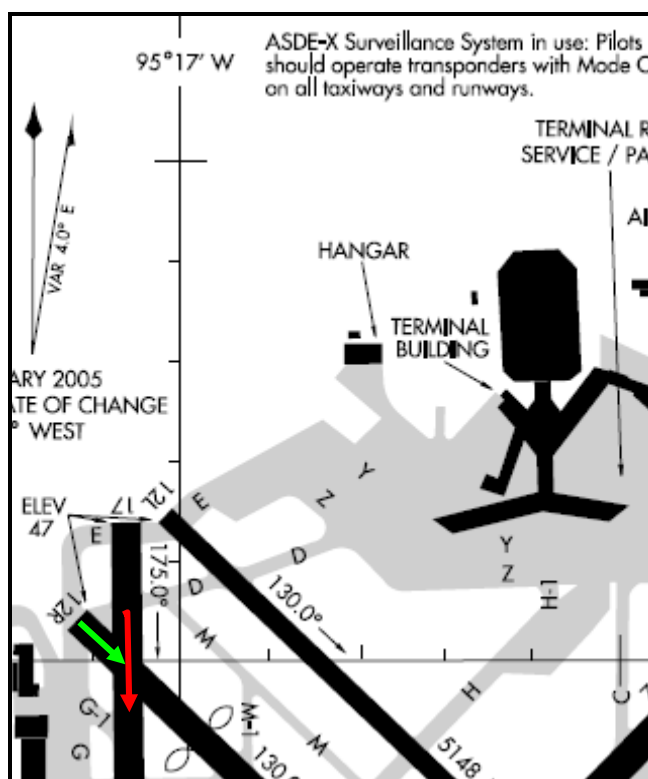 95°17' W
ASDE-X Surveillance System in use: Pilots
should operate transponders with Mode C
on all taxiways and runways.
TERMINAL R
SERVICE / PA
VAR 4.0° E
HANGAR
TERMINAL
BUILDING
ARY 2005
ATE OF CHANGE
° WEST
ELEV
47
17
12L
E
E
Y
Z
D
D
175.0°
130.0°
12R
M
Y
Z
H-1
G-1
G
M-1
M
H
C
130.0
5148